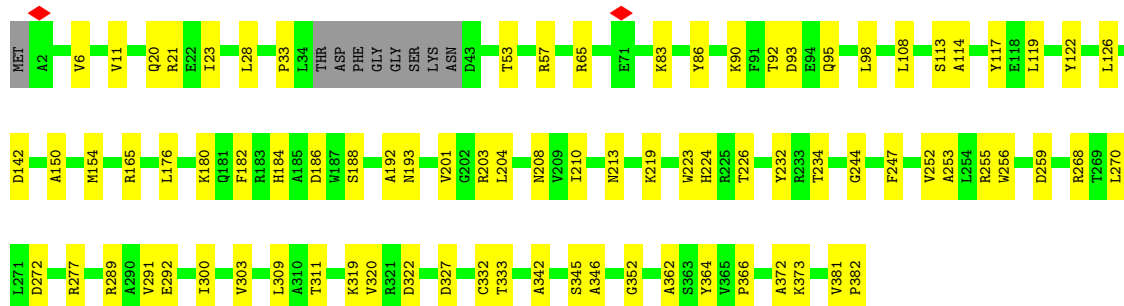 MET A2 V6 V11 Q20 R21 E22 I23 L28 P33 L34 THR ASP PHE GLY GLY SER LYS ASN D43 T53 R57 R65 E71 K83 Y86 K90 F91 T92 D93 E94 Q95 L98 L108 S113 A114 Y117 E118 L119 Y122 L126
D142 A150 M154 R165 L176 K180 Q181 F182 R183 H184 A185 D186 W187 S188 A192 N193 V201 G202 R203 L204 N208 V209 I210 N213 K219 W223 H224 R225 T226 Y232 R233 T234 G244 F247 V252 A253 L254 R255 W256 D259 R268 T269 L270
L271 D272 R277 R289 A290 V291 E292 I300 V303 L309 A310 T311 K319 V320 R321 D322 D327 C332 T333 A342 S345 A346 G352 A362 S363 Y364 V365 P366 A372 K373 V381 P382